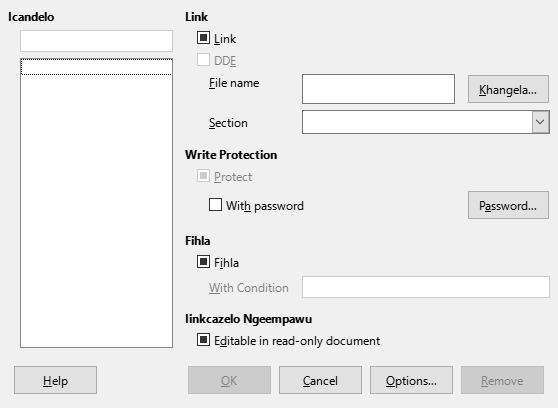 Icandelo
Link
Link
DDE
File name
Khangela...
Section
Write Protection
Protect
With password
Password...
Fihla
Fihla
With Condition
Iinkcazelo Ngeempawu
Editable in read-only document
Help
OK
Cancel
Options...
Remove